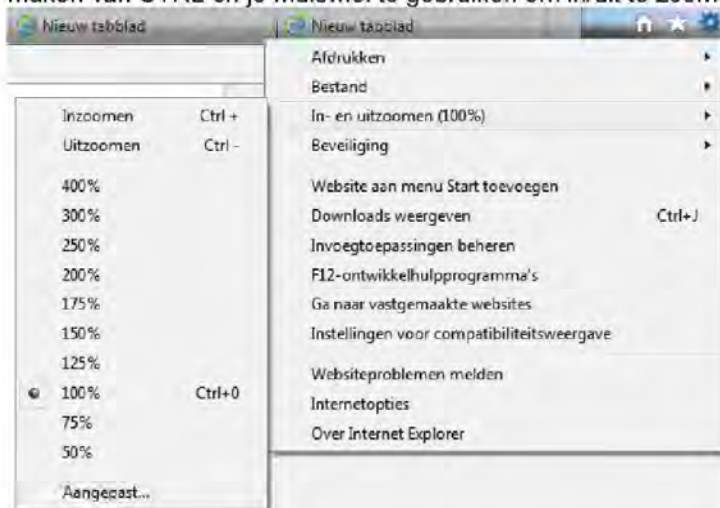 maken van CTRL en je muiswiel te gebruiken om in/uit te zoom
Nieuw tabblad
Nieuw tabblad
Afdrukken
Bestand
In- en uitzoomen (100%)
Beveiliging
Website aan menu Start toevoegen
Downloads weergeven Ctrl+J
Invoegtoepassingen beheren
F12-ontwikkelhulpprogramma's
Ga naar vastgemaakte websites
Instellingen voor compatibiliteitsweergave
Websiteproblemen melden
Internetopties
Over Internet Explorer
Inzoomen Ctrl +
Uitzoomen Ctrl -
400%
300%
250%
200%
175%
150%
125%
100% Ctrl+0
75%
50%
Aangepast...